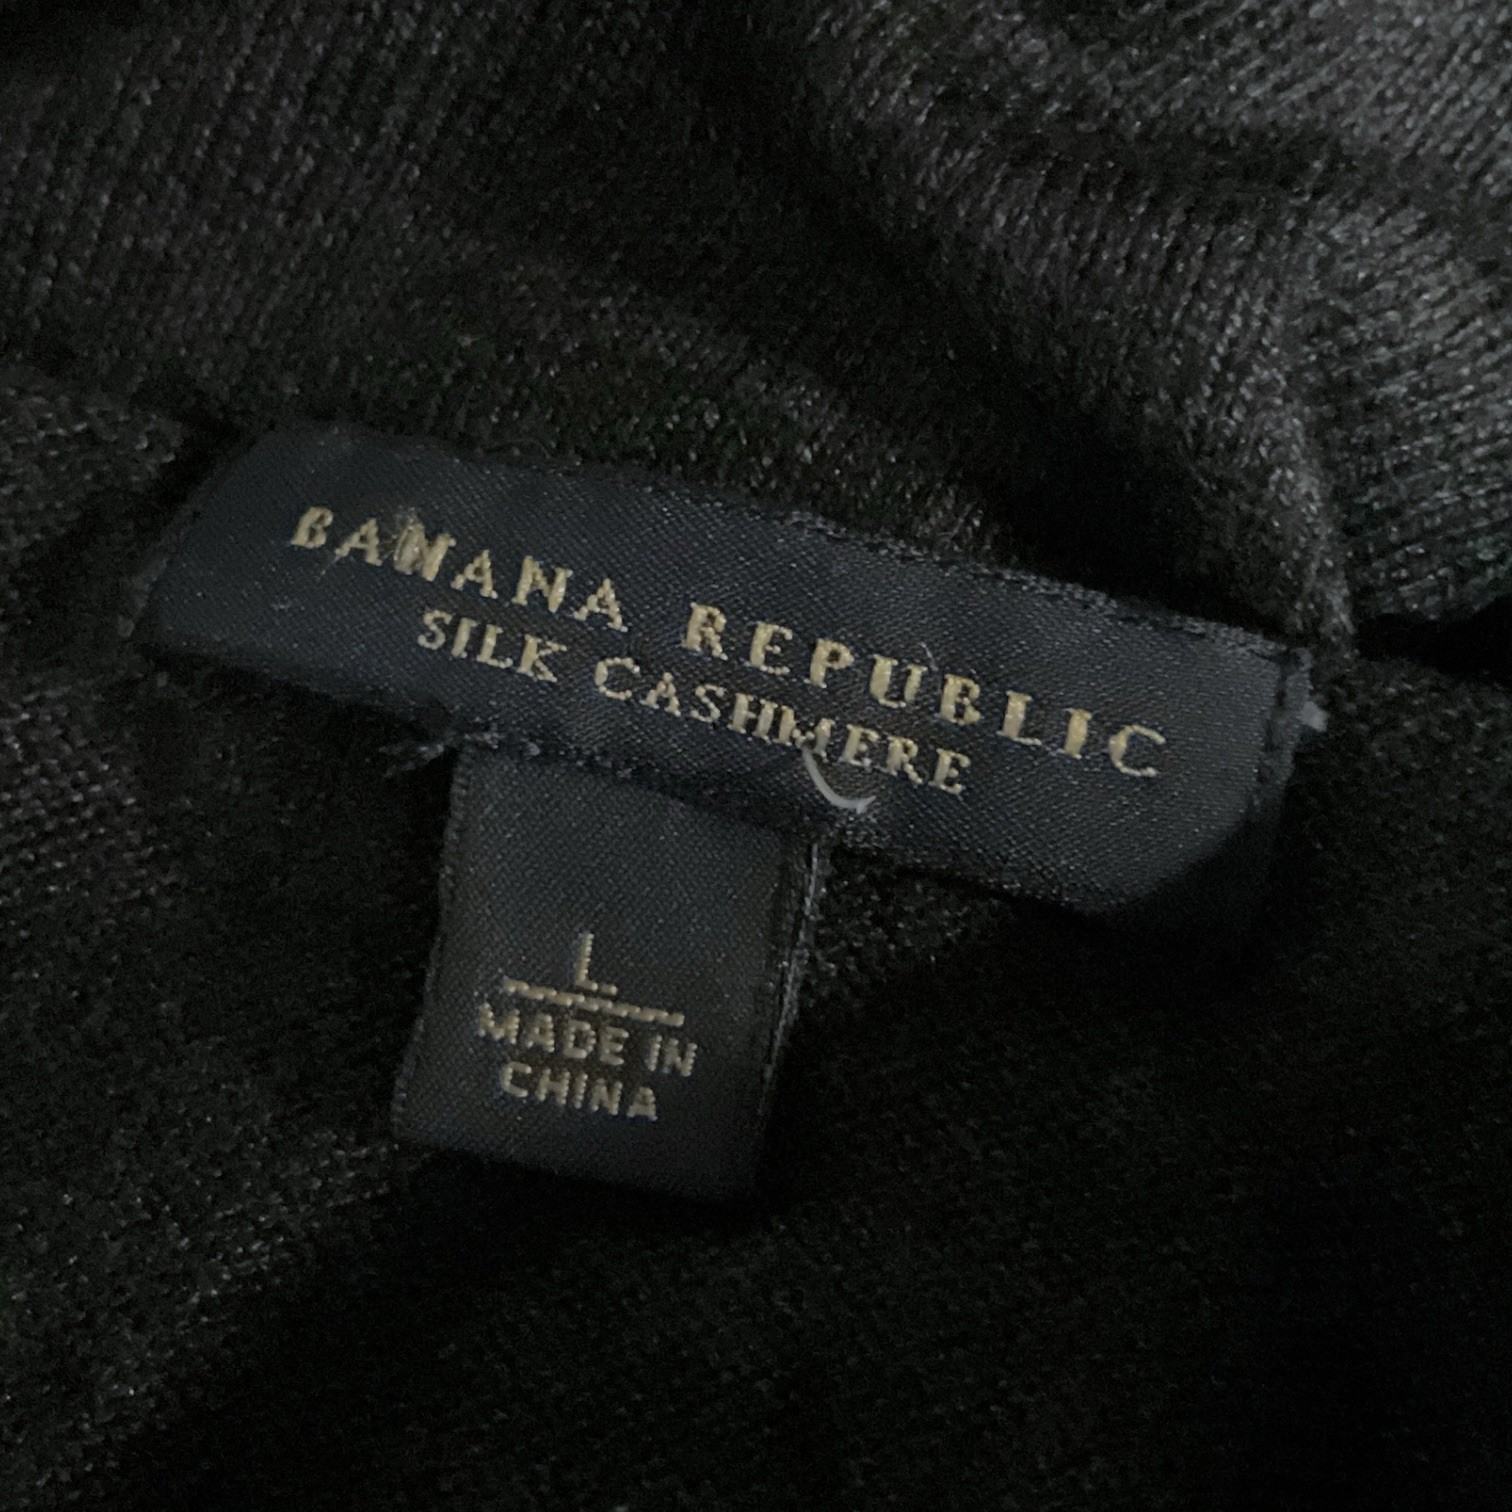 BANANA REPUBLIC
SILK CASHMERE
L
MADE IN
CHINA